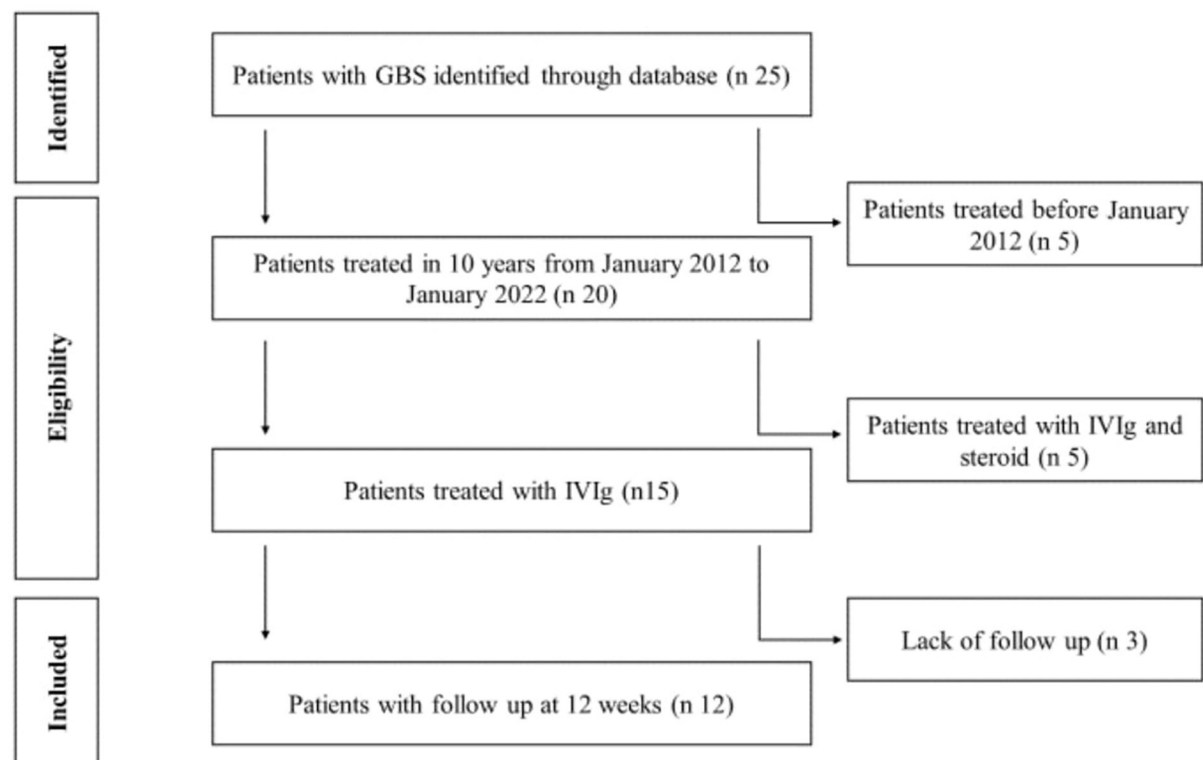 Identified
Patients with GBS identified through database (n 25)
Patients treated before January
2012 (n 5)
Eligibility
Patients treated in 10 years from January 2012 to
January 2022 (n 20)
Patients treated with IVIg and
steroid (n 5)
Patients treated with IVIg (n15)
Included
Lack of follow up (n 3)
Patients with follow up at 12 weeks (n 12)